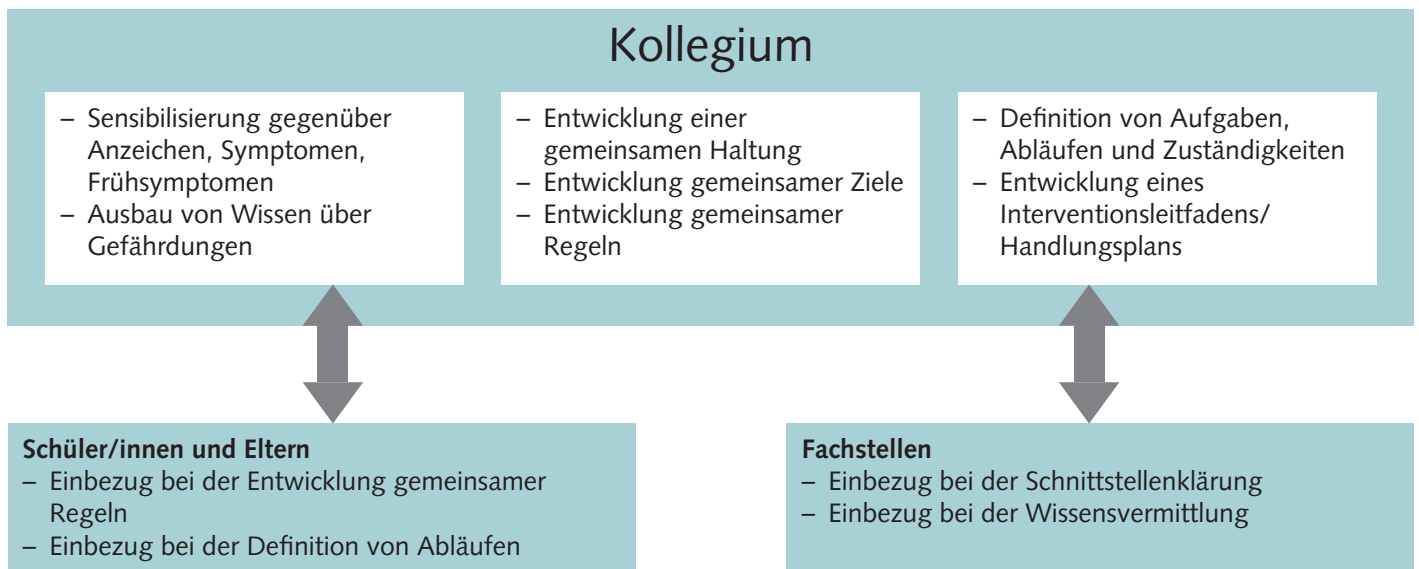 Kollegium
– Sensibilisierung gegenüber
Anzeichen, Symptomen,
Frühsymptomen
– Ausbau von Wissen über
Gefährdungen
– Entwicklung einer
gemeinsamen Haltung
– Entwicklung gemeinsamer Ziele
– Entwicklung gemeinsamer
Regeln
– Definition von Aufgaben,
Abläufen und Zuständigkeiten
– Entwicklung eines
Interventionsleitfadens/
Handlungsplans
Schüler/innen und Eltern
– Einbezug bei der Entwicklung gemeinsamer
Regeln
– Einbezug bei der Definition von Abläufen
Fachstellen
– Einbezug bei der Schnittstellenklärung
– Einbezug bei der Wissensvermittlung